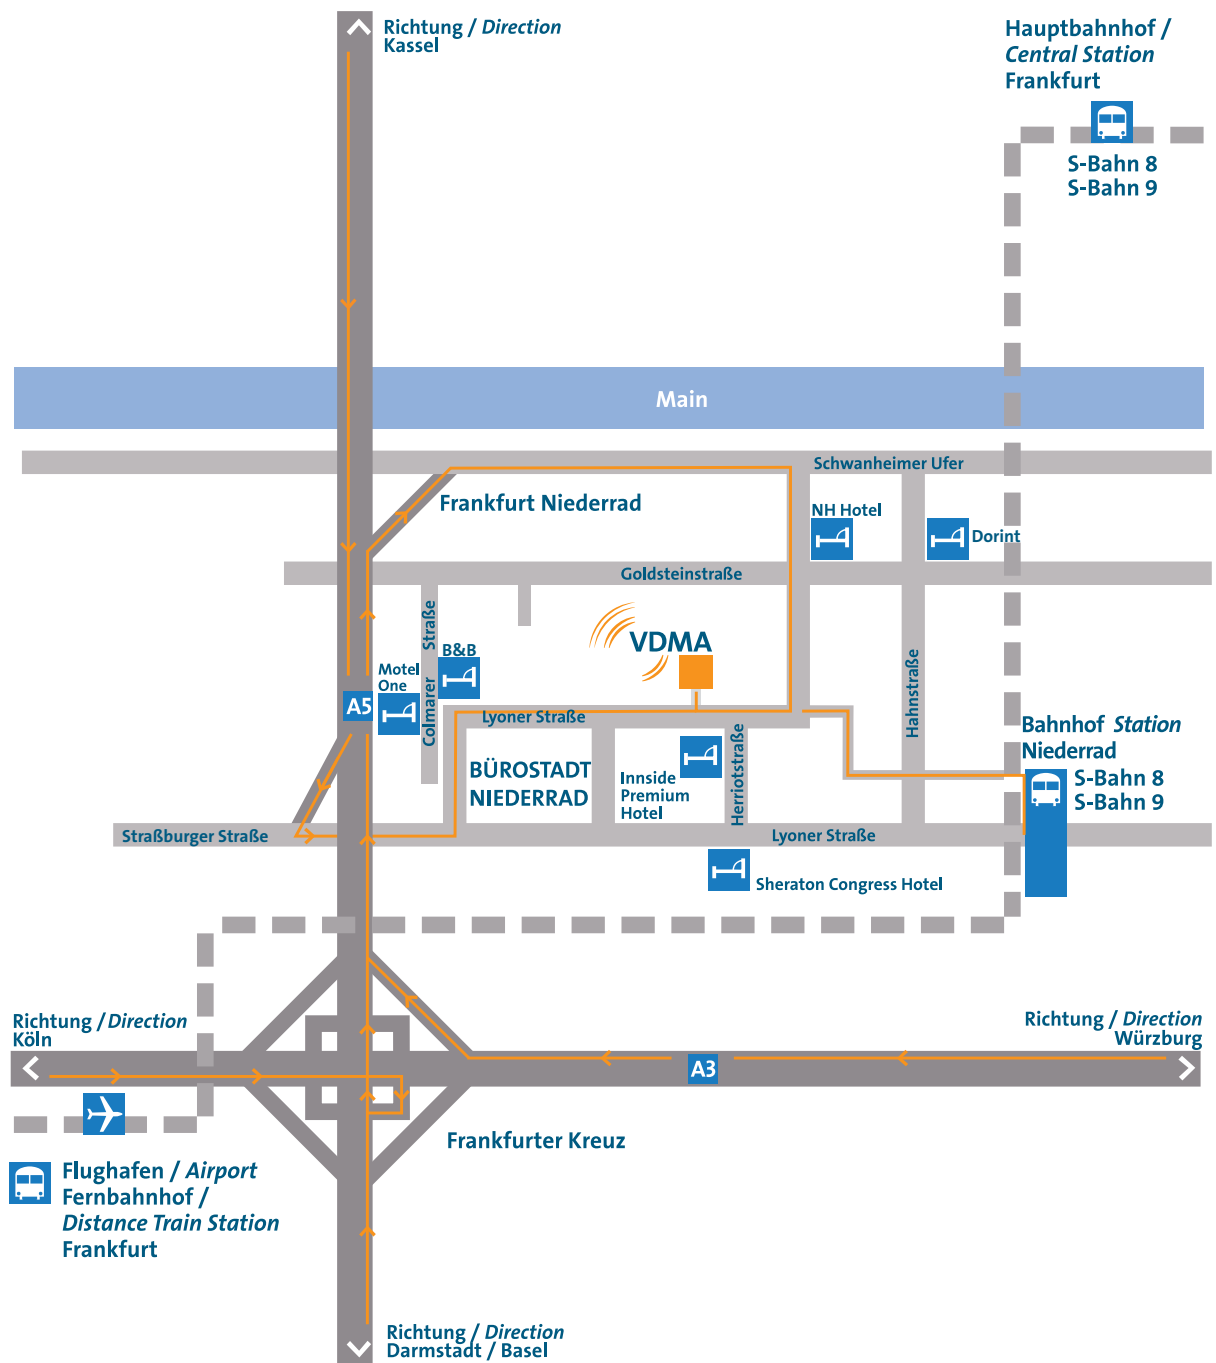 Richtung / Direction
Kassel
Hauptbahnhof /
Central Station
Frankfurt
S-Bahn 8
S-Bahn 9
Main
Schwanheimer Ufer
Frankfurt Niederrad
NH Hotel
Dorint
Goldsteinstraße
Colmarer Straße
B&B
Motel
One
VDMA
A5
Lyoner Straße
Hahnstraße
Bahnhof Station
Niederrad
S-Bahn 8
S-Bahn 9
BÜROSTADT
NIEDERRAD
Innside
Premium
Hotel
Herriotstraße
Straßburger Straße
Lyoner Straße
Sheraton Congress Hotel
Richtung / Direction
Köln
Richtung / Direction
Würzburg
A3
Frankfurter Kreuz
Flughafen / Airport
Fernbahnhof /
Distance Train Station
Frankfurt
Richtung / Direction
Darmstadt / Basel